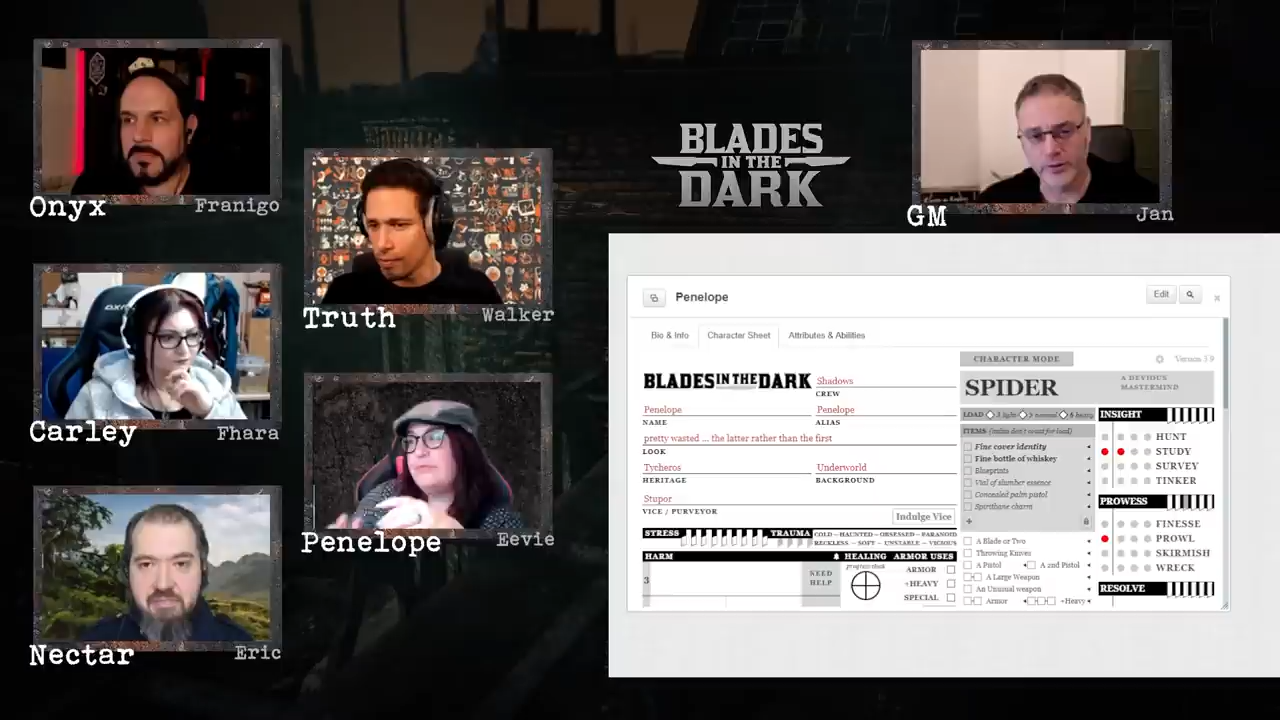 Onyx
Franigo
Truth
Walker
Carley
Fhara
Penelope
Eevie
Nectar
Eric
BLADES
IN THE
DARK
GM
Jan
Penelope
Edit
×
Bio & Info
Character Sheet
Attributes & Abilities
CHARACTER MODE
BLADES IN THE DARK
Shadows
CREW
Penelope
NAME
Penelope
ALIAS
pretty wasted ... the latter rather than the first
LOOK
Tycheros
HERITAGE
Underworld
BACKGROUND
Stupor
VICE / PURVEYOR
Indulge Vice
STRESS
TRAUMA
COLD – HAUNTED – OBSESSED – PARANOID
RECKLESS – SOFT – UNSTABLE – VICIOUS
HARM
HEALING
ARMOR USES
3
NEED
HELP
progress clock
ARMOR
+HEAVY
SPECIAL
SPIDER
A DEVIOUS
MASTERMIND
LOAD 3 light 5 normal 6 heavy
ITEMS
Fine cover identity
Fine bottle of whiskey
Blueprints
Vial of slumber essence
Concealed palm pistol
Spiritbane charm
+
A Blade or Two
Throwing Knives
A Pistol
A 2nd Pistol
A Large Weapon
An Unusual weapon
Armor
+Heavy
INSIGHT
HUNT
STUDY
SURVEY
TINKER
PROWESS
FINESSE
PROWL
SKIRMISH
WRECK
RESOLVE